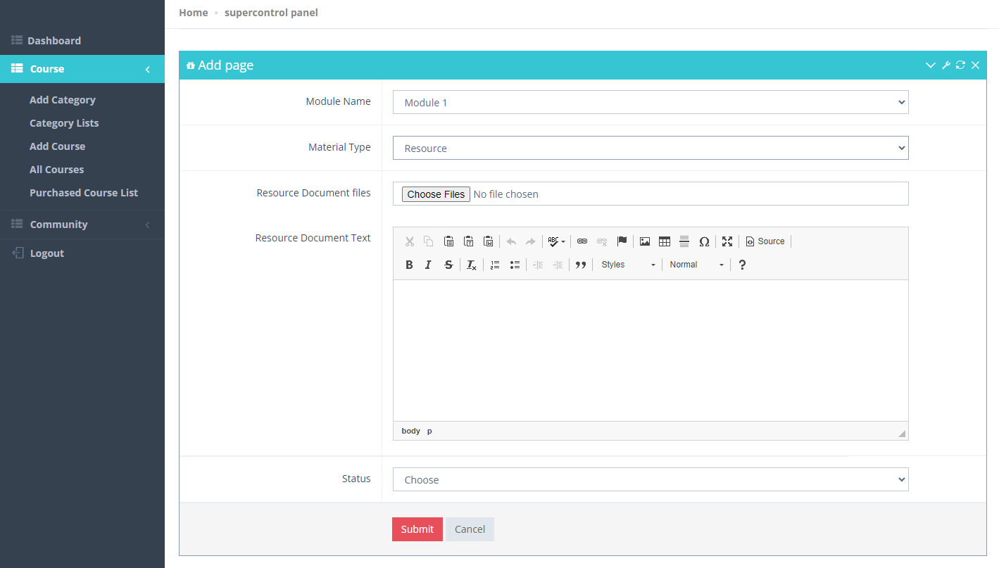 Home • supercontrol panel
Dashboard
Course
Add Category
Category Lists
Add Course
All Courses
Purchased Course List
Community
Logout
Add page
Module Name Module 1
Material Type Resource
Resource Document files Choose Files No file chosen
Resource Document Text
ABC
Source
B I S Tx Styles Normal ?
body p
Status Choose
Submit Cancel